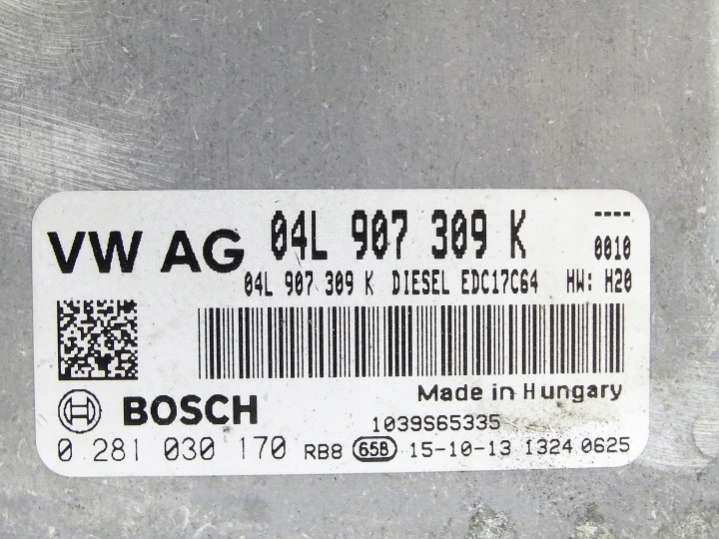 VW AG 04L 907 309 K ----
0010
04L 907 309 K DIESEL EDC17C64 HW: H20
Made in Hungary
BOSCH 1039S65335
0 281 030 170 RB8 65B 15-10-13 1324 0625